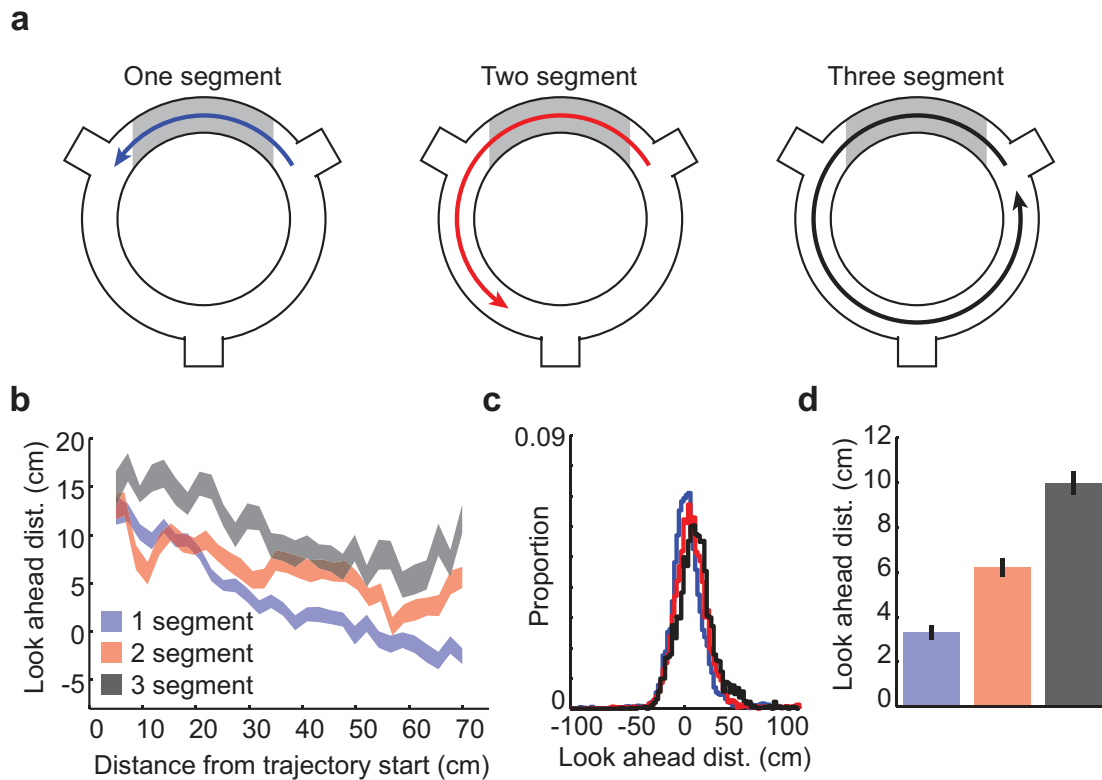 a
One segment
Two segment
Three segment
b
Look ahead dist. (cm)
20
15
10
5
0
-5
1 segment
2 segment
3 segment
0 10 20 30 40 50 60 70
Distance from trajectory start (cm)
c
Proportion
0.09
0
-100 -50 0 50 100
Look ahead dist. (cm)
d
Look ahead dist. (cm)
12
10
8
6
4
2
0